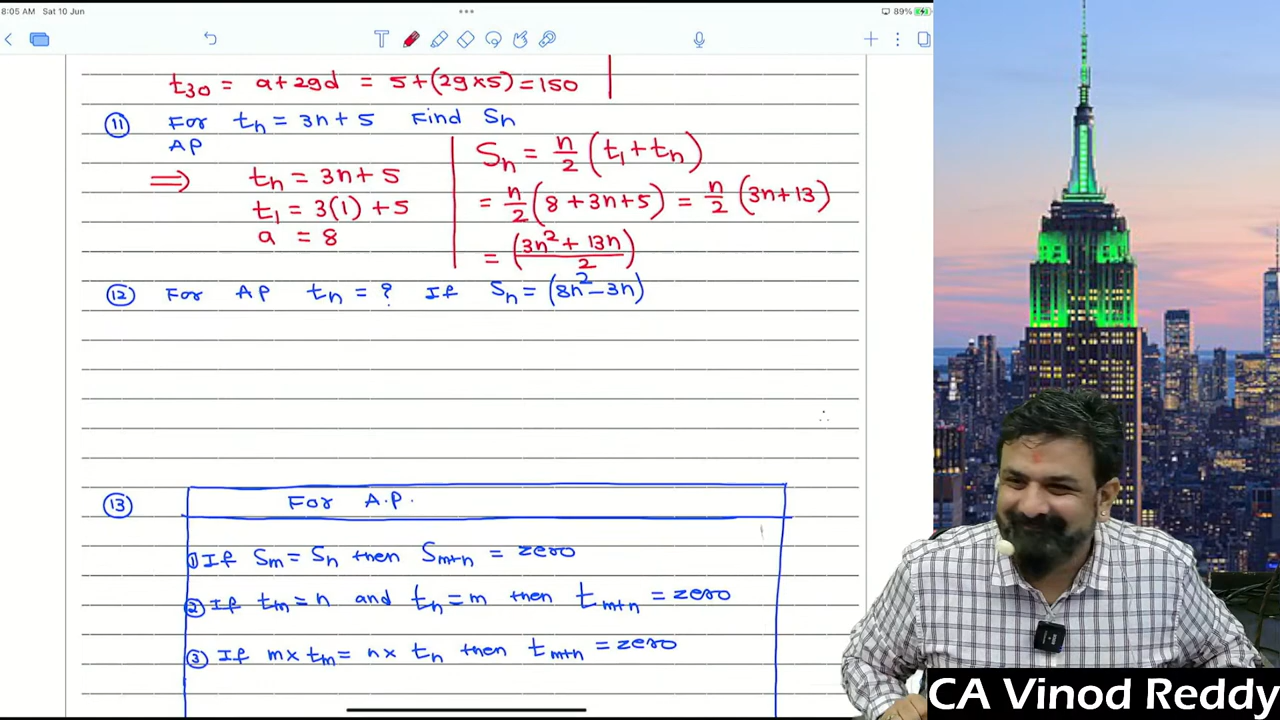 8:05 AM Sat 10 Jun
89%
t₃₀ = a+29d = 5+(29×5)=150
⑪ For tₙ = 3n+5 Find Sₙ
AP
⇒ tₙ = 3n+5
t₁ = 3(1)+5
a = 8
Sₙ = n/2 (t₁+tₙ)
= n/2 (8+3n+5) = n/2 (3n+13)
= (3n²+13n)/2
⑫ For AP tₙ = ? If Sₙ = (8n²-3n)
⑬ For A.P.
① If Sₘ = Sₙ then Sₘ₊ₙ = zero
② If tₘ = n and tₙ = m then tₘ₊ₙ = zero
③ If m× tₘ = n× tₙ then tₘ₊ₙ = zero
CA Vinod Reddy